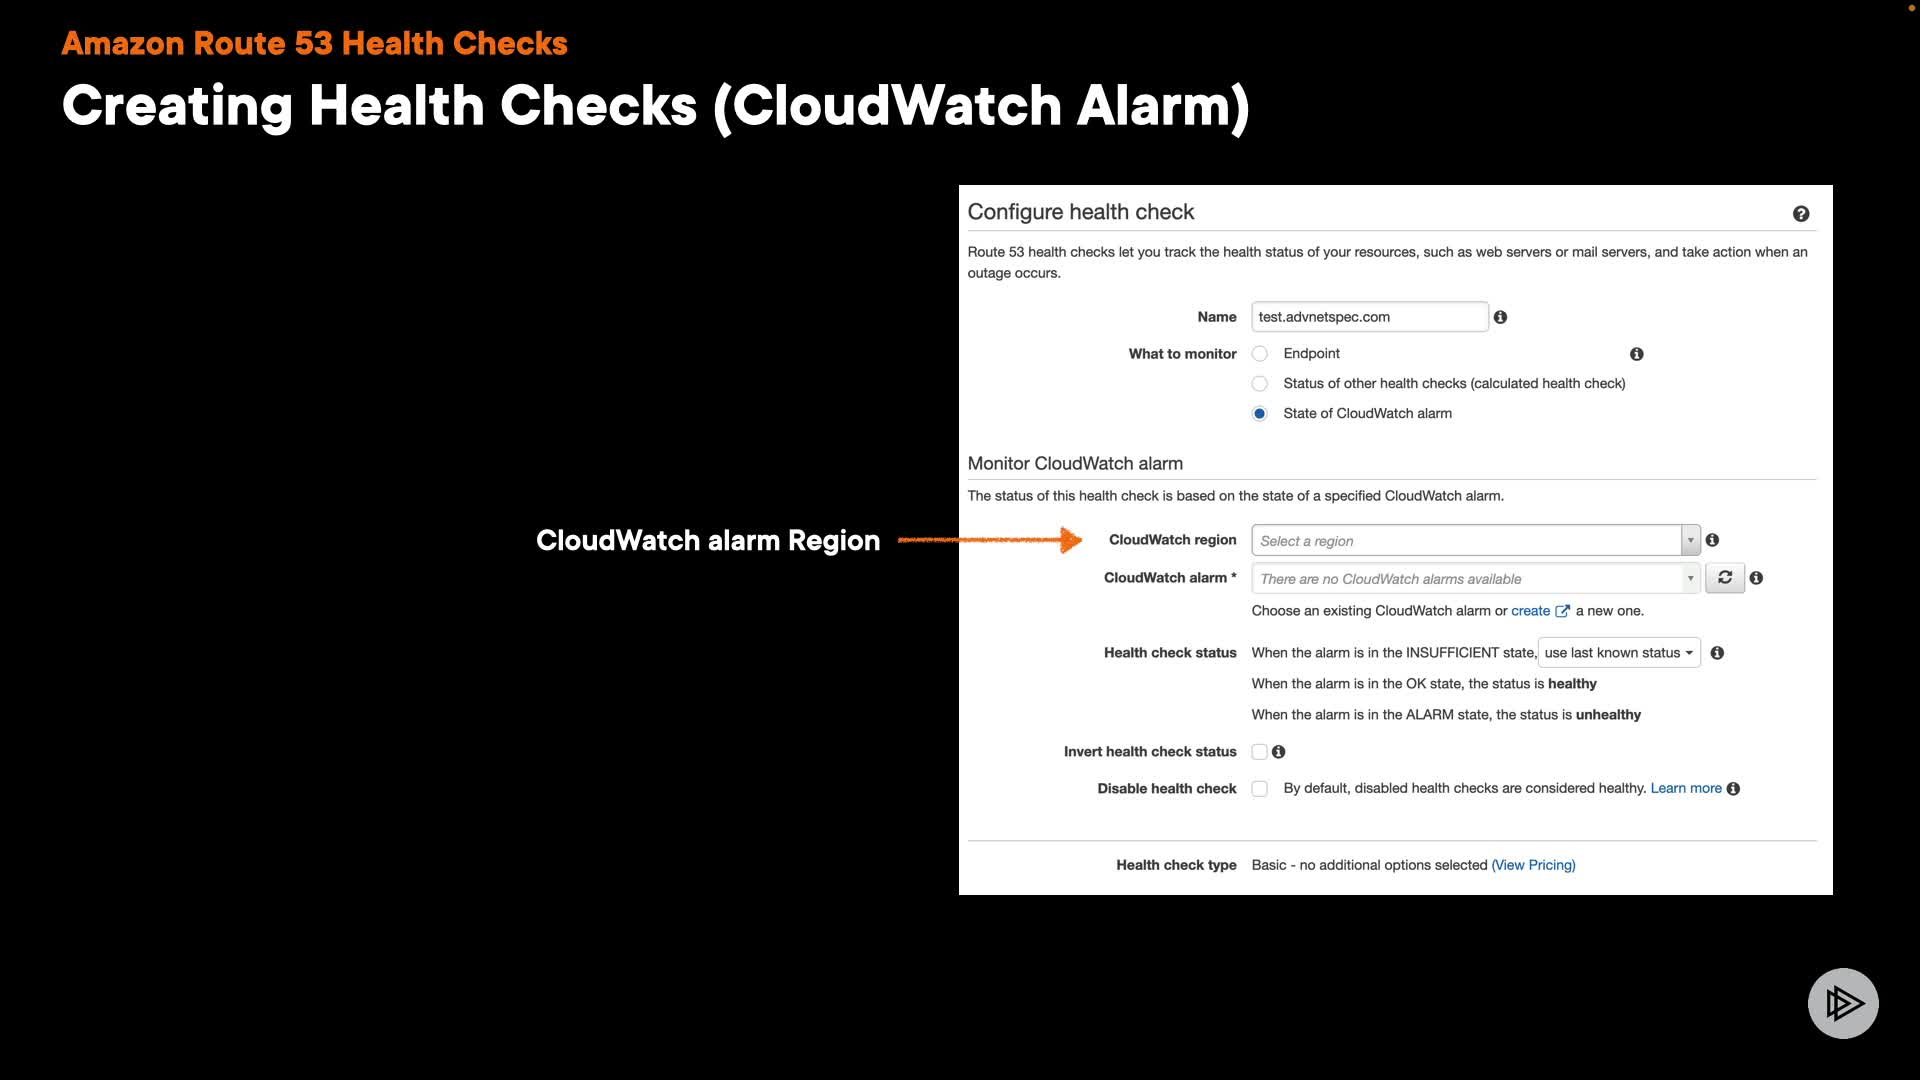 Amazon Route 53 Health Checks
Creating Health Checks (CloudWatch Alarm)
Configure health check
Route 53 health checks let you track the health status of your resources, such as web servers or mail servers, and take action when an
outage occurs.
Name test.advnetspec.com
What to monitor Endpoint
Status of other health checks (calculated health check)
State of CloudWatch alarm
Monitor CloudWatch alarm
The status of this health check is based on the state of a specified CloudWatch alarm.
CloudWatch alarm Region CloudWatch region Select a region
CloudWatch alarm * There are no CloudWatch alarms available
Choose an existing CloudWatch alarm or create a new one.
Health check status When the alarm is in the INSUFFICIENT state, use last known status
When the alarm is in the OK state, the status is healthy
When the alarm is in the ALARM state, the status is unhealthy
Invert health check status
Disable health check By default, disabled health checks are considered healthy. Learn more
Health check type Basic - no additional options selected (View Pricing)